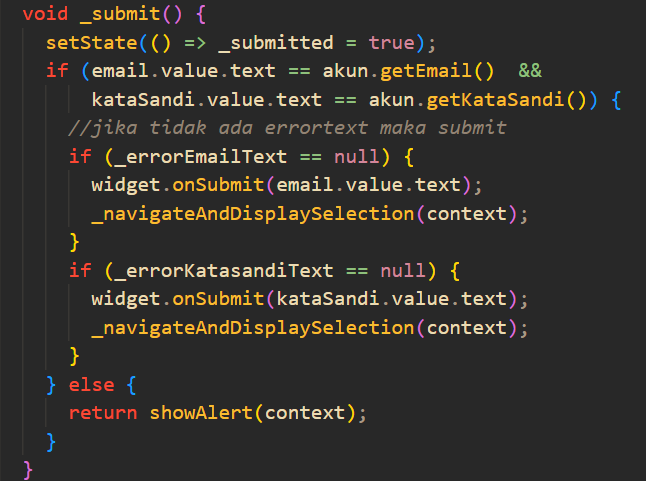 void _submit() {
setState(() => _submitted = true);
if (email.value.text == akun.getEmail()  &&
kataSandi.value.text == akun.getKataSandi()) {
//jika tidak ada errortext maka submit
if (_errorEmailText == null) {
widget.onSubmit(email.value.text);
_navigateAndDisplaySelection(context);
}
if (_errorKatasandiText == null) {
widget.onSubmit(kataSandi.value.text);
_navigateAndDisplaySelection(context);
}
} else {
return showAlert(context);
}
}